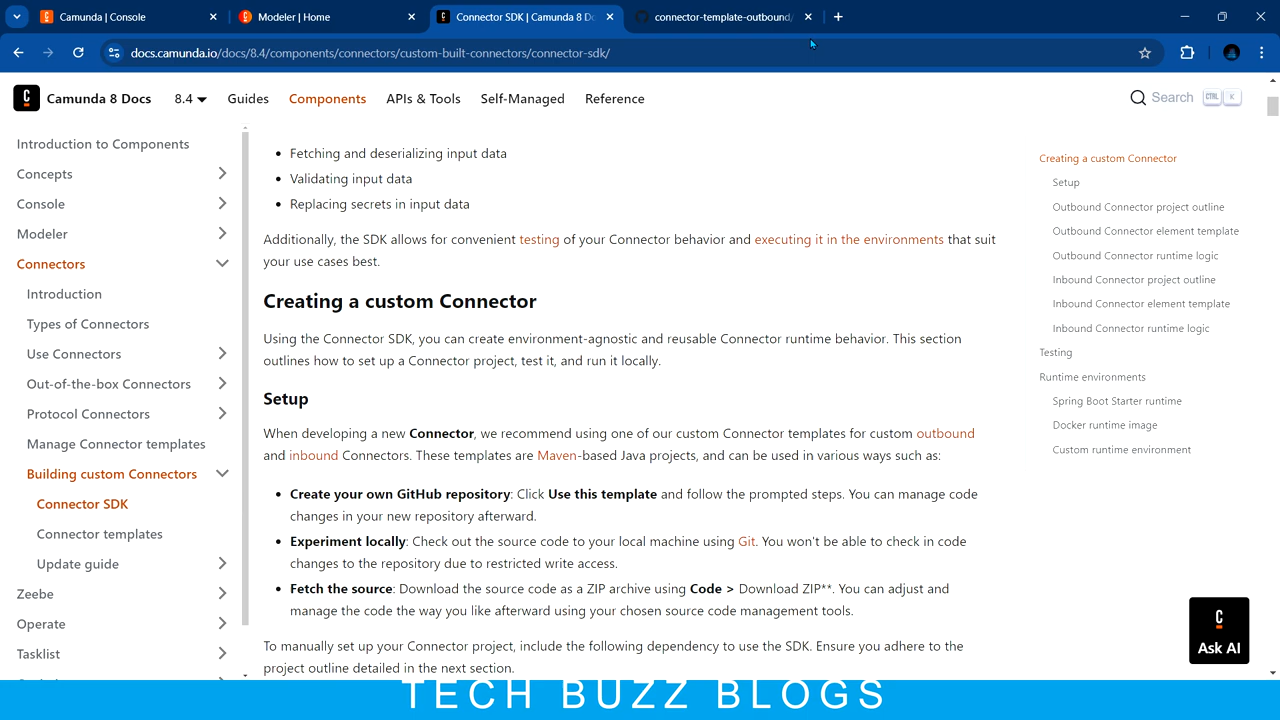 Camunda | Console
Modeler | Home
Connector SDK | Camunda 8 Do
connector-template-outbound/
docs.camunda.io/docs/8.4/components/connectors/custom-built-connectors/connector-sdk/
Camunda 8 Docs
8.4
Guides
Components
APIs & Tools
Self-Managed
Reference
Search
CTRL
K
Introduction to Components
Concepts
Console
Modeler
Connectors
Introduction
Types of Connectors
Use Connectors
Out-of-the-box Connectors
Protocol Connectors
Manage Connector templates
Building custom Connectors
Connector SDK
Connector templates
Update guide
Zeebe
Operate
Tasklist
• Fetching and deserializing input data
• Validating input data
• Replacing secrets in input data
Additionally, the SDK allows for convenient testing of your Connector behavior and executing it in the environments that suit
your use cases best.
Creating a custom Connector
Using the Connector SDK, you can create environment-agnostic and reusable Connector runtime behavior. This section
outlines how to set up a Connector project, test it, and run it locally.
Setup
When developing a new Connector, we recommend using one of our custom Connector templates for custom outbound
and inbound Connectors. These templates are Maven-based Java projects, and can be used in various ways such as:
• Create your own GitHub repository: Click Use this template and follow the prompted steps. You can manage code
changes in your new repository afterward.
• Experiment locally: Check out the source code to your local machine using Git. You won't be able to check in code
changes to the repository due to restricted write access.
• Fetch the source: Download the source code as a ZIP archive using Code > Download ZIP**. You can adjust and
manage the code the way you like afterward using your chosen source code management tools.
To manually set up your Connector project, include the following dependency to use the SDK. Ensure you adhere to the
project outline detailed in the next section.
Creating a custom Connector
Setup
Outbound Connector project outline
Outbound Connector element template
Outbound Connector runtime logic
Inbound Connector project outline
Inbound Connector element template
Inbound Connector runtime logic
Testing
Runtime environments
Spring Boot Starter runtime
Docker runtime image
Custom runtime environment
Ask AI
TECH BUZZ BLOGS